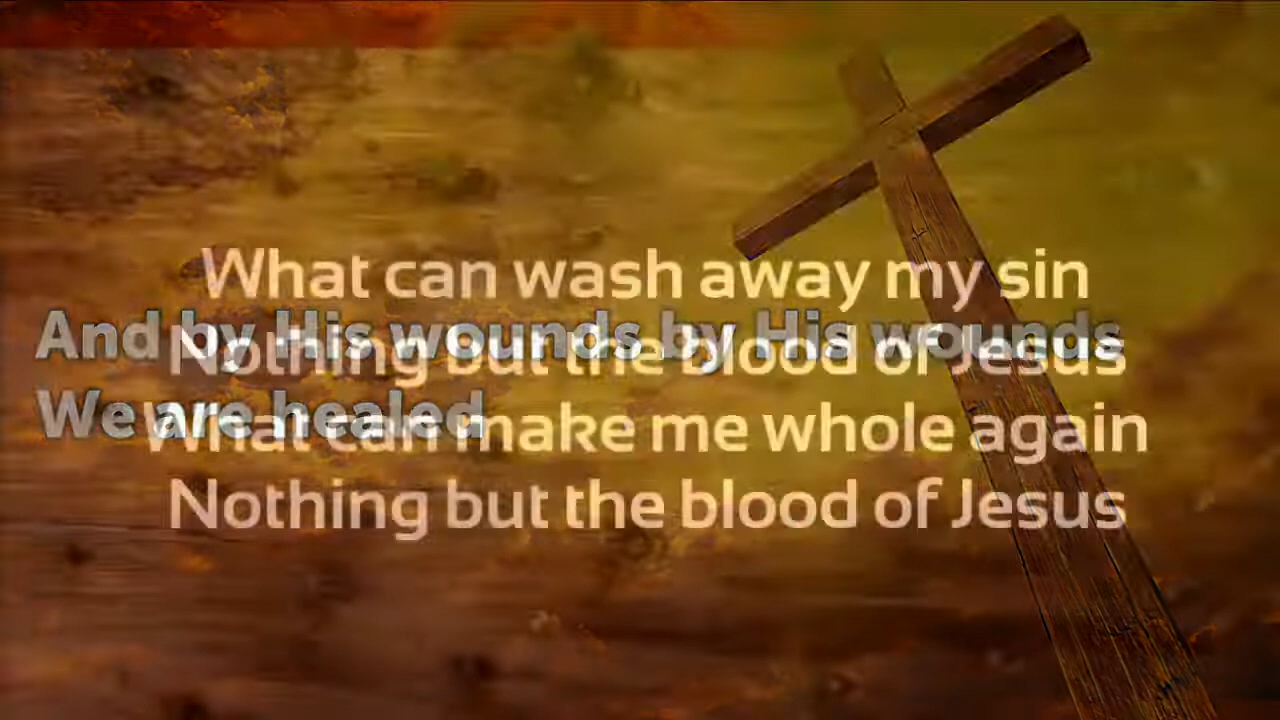 What can wash away my sin
And by His wounds by His wounds
Nothing but the blood of Jesus
We are healed
What can make me whole again
Nothing but the blood of Jesus